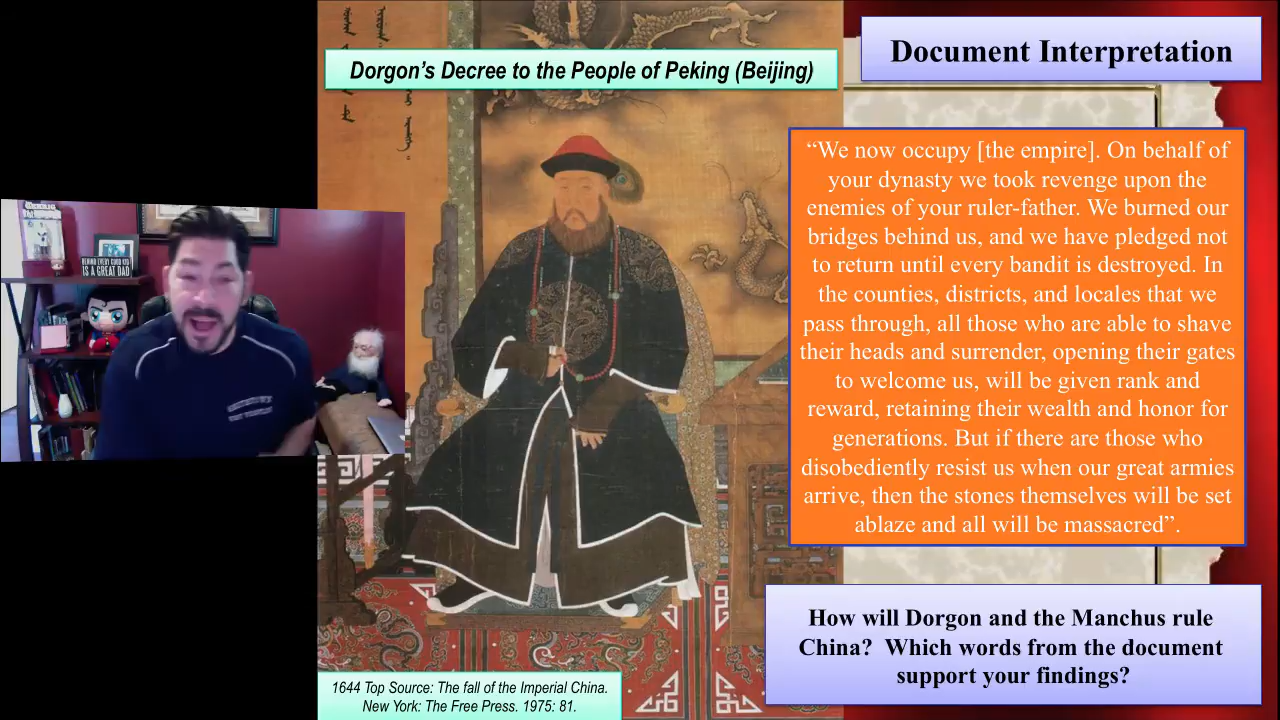 Dorgon's Decree to the People of Peking (Beijing)
Document Interpretation
“We now occupy [the empire]. On behalf of
your dynasty we took revenge upon the
enemies of your ruler-father. We burned our
bridges behind us, and we have pledged not
to return until every bandit is destroyed. In
the counties, districts, and locales that we
pass through, all those who are able to shave
their heads and surrender, opening their gates
to welcome us, will be given rank and
reward, retaining their wealth and honor for
generations. But if there are those who
disobediently resist us when our great armies
arrive, then the stones themselves will be set
ablaze and all will be massacred”.
How will Dorgon and the Manchus rule
China? Which words from the document
support your findings?
1644 Top Source: The fall of the Imperial China.
New York: The Free Press. 1975: 81.
BEHIND EVERY GOOD KID
IS A GREAT DAD